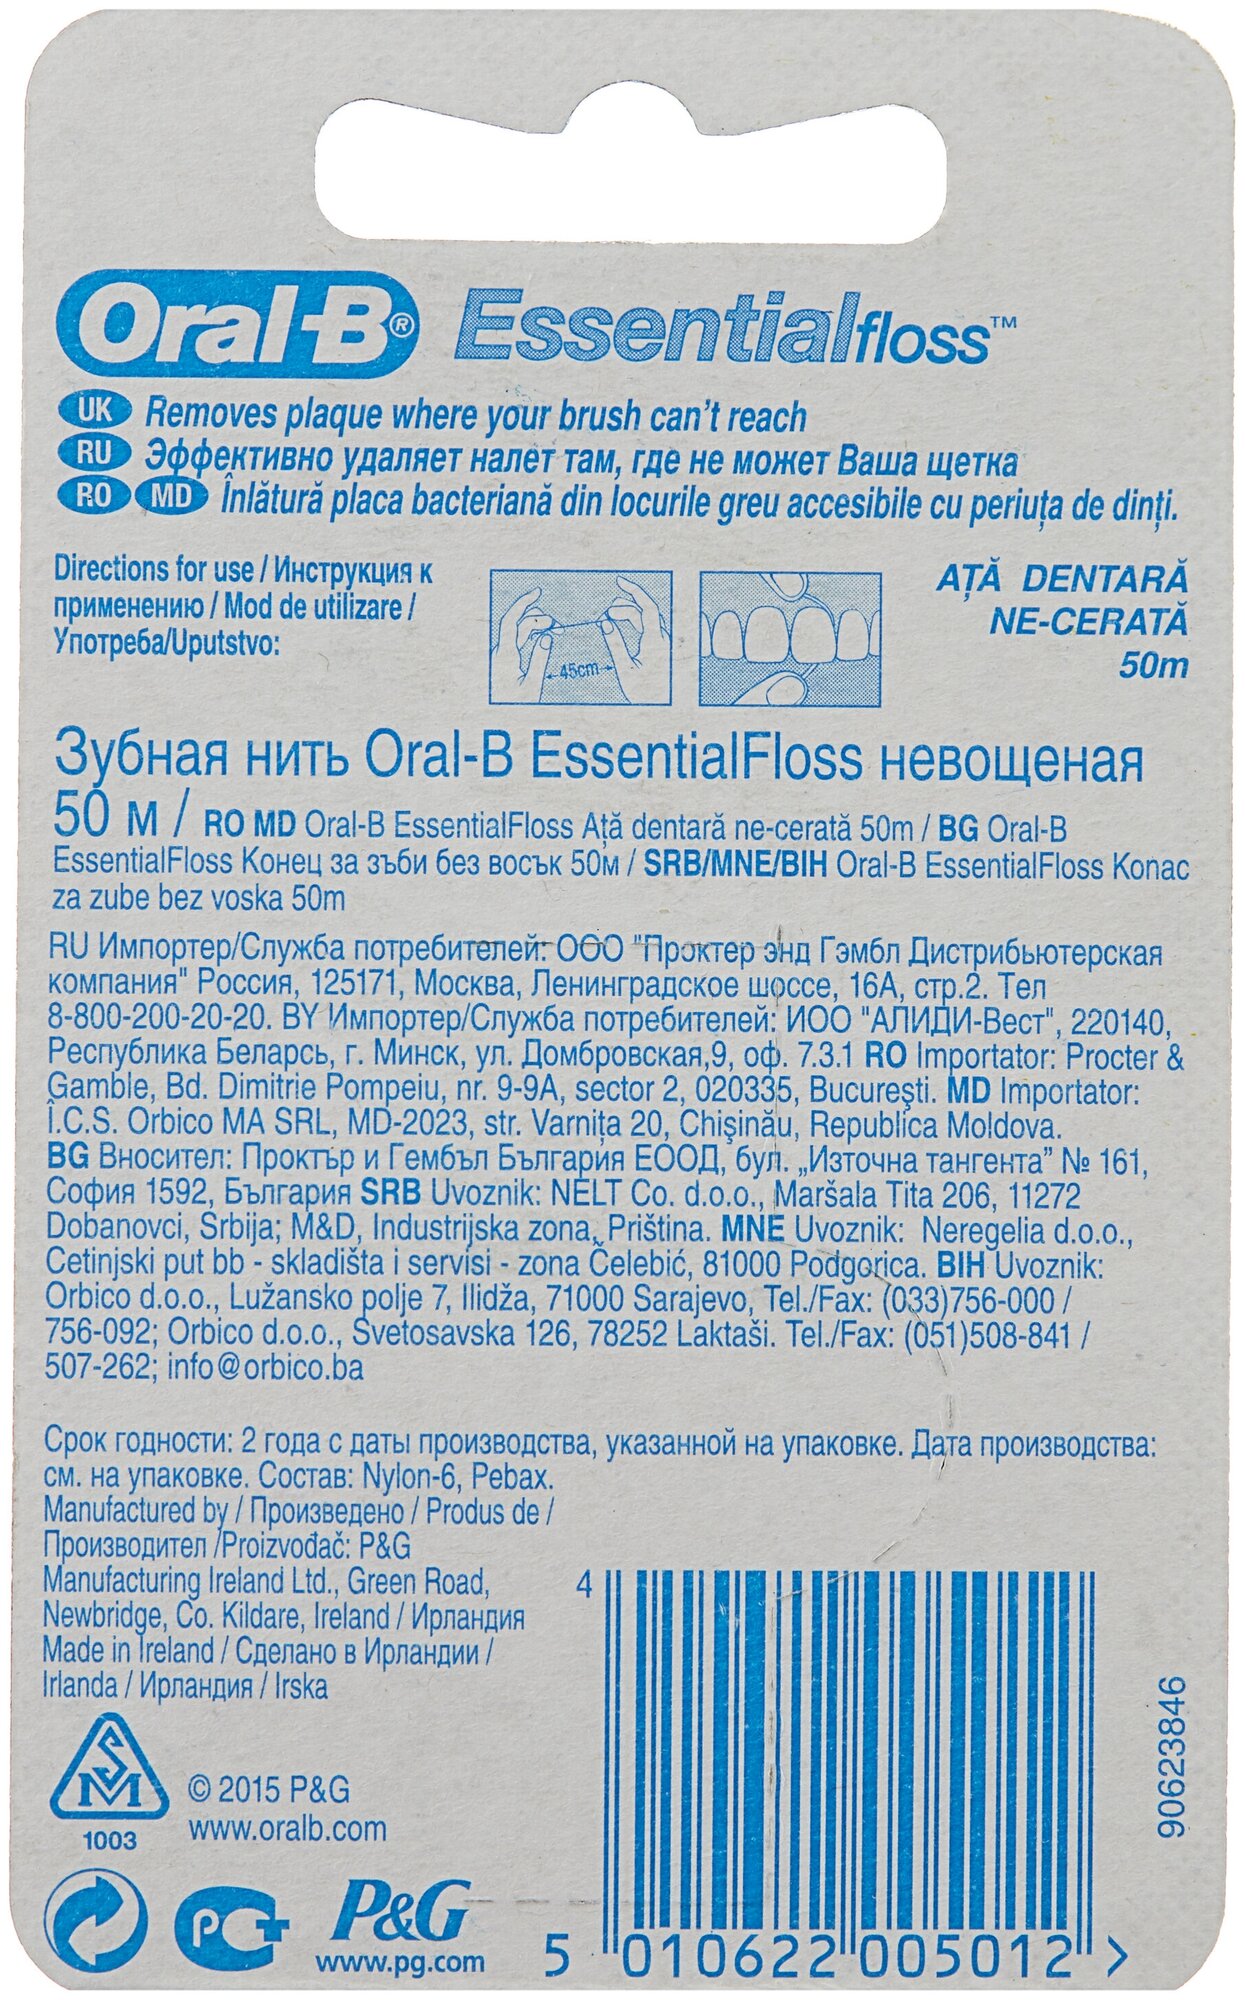 Oral-B® Essentialfloss™
UK Removes plaque where your brush can't reach
RU Эффективно удаляет налет там, где не может Ваша щетка
RO MD Înlătură placa bacteriană din locurile greu accesibile cu periuţa de dinţi.
Directions for use / Инструкция к
применению / Mod de utilizare /
Употреба/Uputstvo:
45cm
AŢĂ DENTARĂ
NE-CERATĂ
50m
Зубная нить Oral-B EssentialFloss невощеная
50 м / RO MD Oral-B EssentialFloss Aţă dentară ne-cerată 50m / BG Oral-B
EssentialFloss Конец за зъби без восък 50м / SRB/MNE/BIH Oral-B EssentialFloss Konac
za zube bez voska 50m
RU Импортер/Служба потребителей: ООО "Проктер энд Гэмбл Дистрибьютерская
компания" Россия, 125171, Москва, Ленинградское шоссе, 16А, стр.2. Тел
8-800-200-20-20. BY Импортер/Служба потребителей: ИОО "АЛИДИ-Вест", 220140,
Республика Беларсь, г. Минск, ул. Домбровская,9, оф. 7.3.1 RO Importator: Procter &
Gamble, Bd. Dimitrie Pompeiu, nr. 9-9A, sector 2, 020335, Bucureşti. MD Importator:
Î.C.S. Orbico MA SRL, MD-2023, str. Varniţa 20, Chişinău, Republica Moldova.
BG Вносител: Проктър и Гембъл България ЕООД, бул. „Източна тангента" № 161,
София 1592, България SRB Uvoznik: NELT Co. d.o.o., Maršala Tita 206, 11272
Dobanovci, Srbija; M&D, Industrijska zona, Priština. MNE Uvoznik: Neregelia d.o.o.,
Cetinjski put bb - skladišta i servisi - zona Čelebić, 81000 Podgorica. BIH Uvoznik:
Orbico d.o.o., Lužansko polje 7, Ilidža, 71000 Sarajevo, Tel./Fax: (033)756-000 /
756-092; Orbico d.o.o., Svetosavska 126, 78252 Laktaši. Tel./Fax: (051)508-841 /
507-262; info@orbico.ba
Срок годности: 2 года с даты производства, указанной на упаковке. Дата производства:
см. на упаковке. Состав: Nylon-6, Pebax.
Manufactured by / Произведено / Produs de /
Производител /Proizvođač: P&G
Manufacturing Ireland Ltd., Green Road,
Newbridge, Co. Kildare, Ireland / Ирландия
Made in Ireland / Сделано в Ирландии /
Irlanda / Ирландия / Irska
SM
1003
© 2015 P&G
www.oralb.com
РСТ
P&G
www.pg.com
4
5 010622 005012 >
90623846